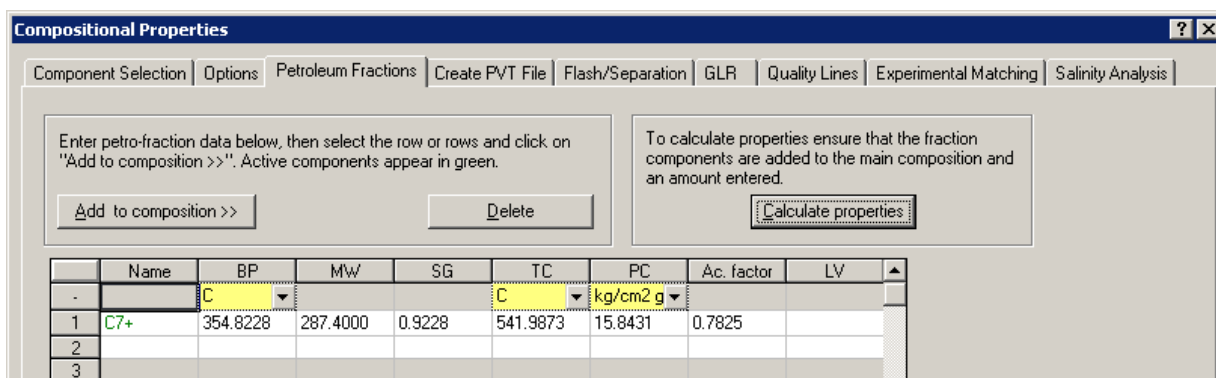 Compositional Properties
Component Selection Options Petroleum Fractions Create PVT File Flash/Separation GLR Quality Lines Experimental Matching Salinity Analysis
Enter petro-fraction data below, then select the row or rows and click on
"Add to composition >>". Active components appear in green.
Add to composition >> Delete
To calculate properties ensure that the fraction
components are added to the main composition and
an amount entered.
Calculate properties
Name BP MW SG TC PC Ac. factor LV
- C C kg/cm2 g
1 C7+ 354.8228 287.4000 0.9228 541.9873 15.8431 0.7825
2
3